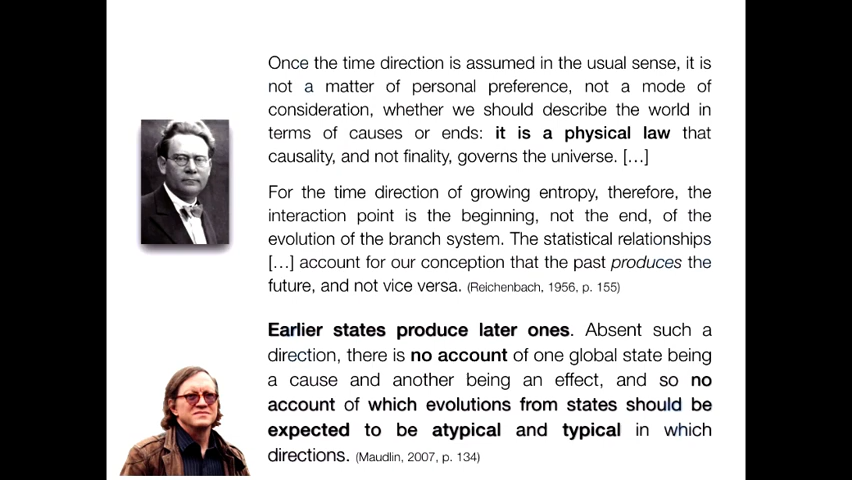 Once the time direction is assumed in the usual sense, it is
not a matter of personal preference, not a mode of
consideration, whether we should describe the world in
terms of causes or ends: it is a physical law that
causality, and not finality, governs the universe. […]
For the time direction of growing entropy, therefore, the
interaction point is the beginning, not the end, of the
evolution of the branch system. The statistical relationships
[…] account for our conception that the past produces the
future, and not vice versa. (Reichenbach, 1956, p. 155)
Earlier states produce later ones. Absent such a
direction, there is no account of one global state being
a cause and another being an effect, and so no
account of which evolutions from states should be
expected to be atypical and typical in which
directions. (Maudlin, 2007, p. 134)